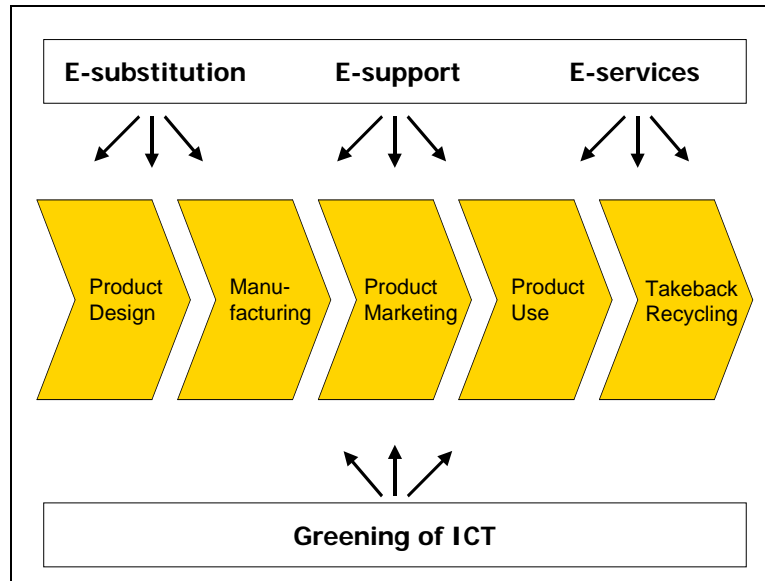 E-substitution E-support E-services
Product
Design
Manu-
facturing
Product
Marketing
Product
Use
Takeback
Recycling
Greening of ICT